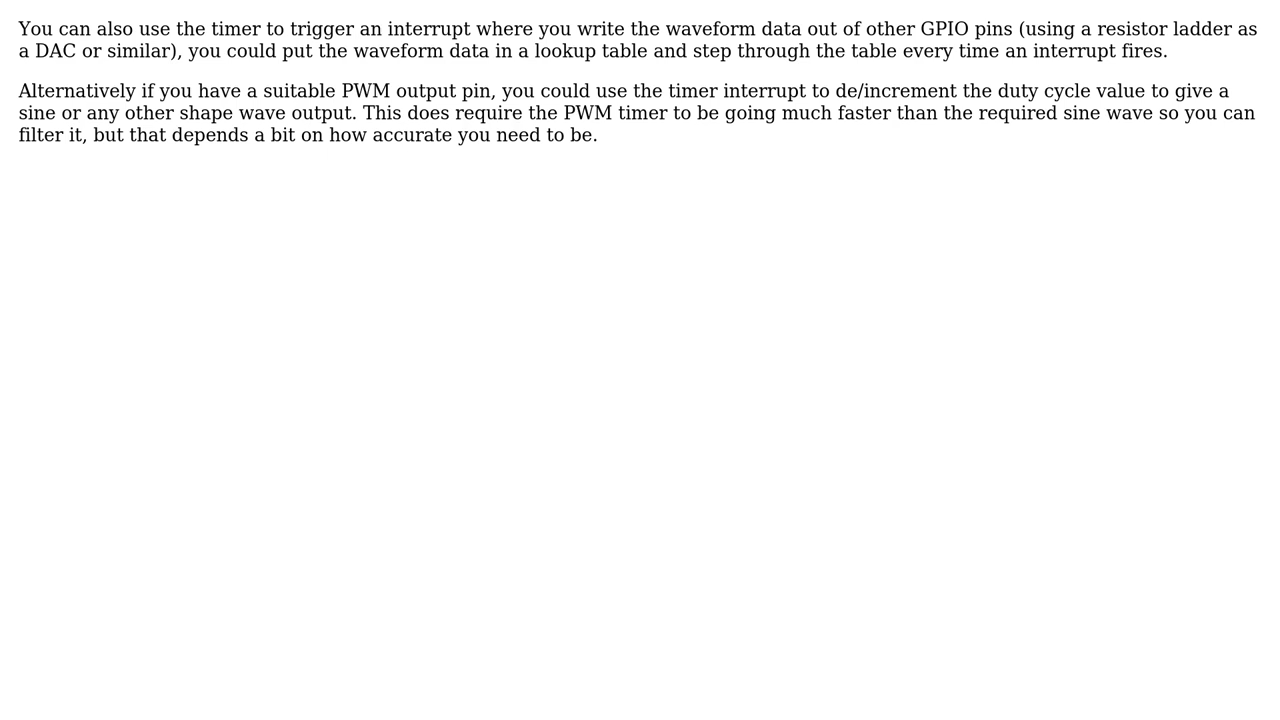 You can also use the timer to trigger an interrupt where you write the waveform data out of other GPIO pins (using a resistor ladder as
a DAC or similar), you could put the waveform data in a lookup table and step through the table every time an interrupt fires.
Alternatively if you have a suitable PWM output pin, you could use the timer interrupt to de/increment the duty cycle value to give a
sine or any other shape wave output. This does require the PWM timer to be going much faster than the required sine wave so you can
filter it, but that depends a bit on how accurate you need to be.